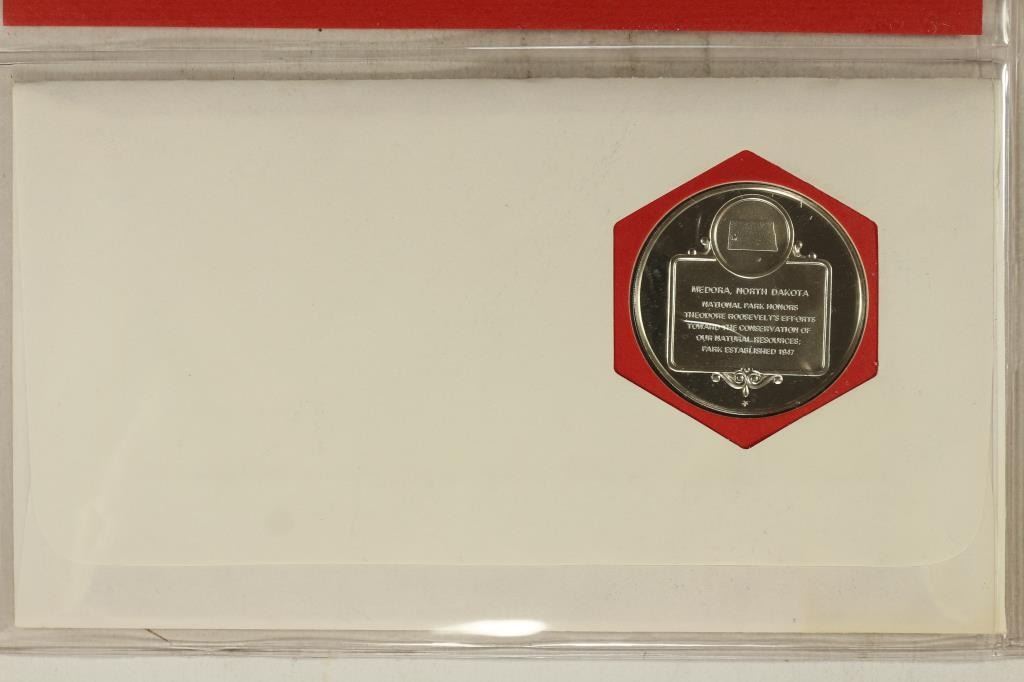 MEDORA, NORTH DAKOTA
NATIONAL PARK HONORS
THEODORE ROOSEVELT'S EFFORTS
TOWARD THE CONSERVATION OF
OUR NATURAL RESOURCES;
PARK ESTABLISHED 1947